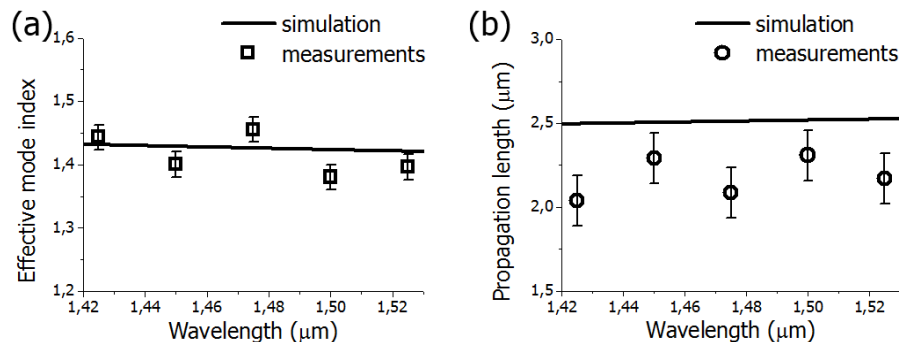 (a)
simulation
measurements
1,6
1,5
1,4
1,3
1,2
Effective mode index
1,42 1,44 1,46 1,48 1,50 1,52
Wavelength (μm)
(b)
simulation
measurements
3,0
2,5
2,0
1,5
Propagation length (μm)
1,42 1,44 1,46 1,48 1,50 1,52
Wavelength (μm)